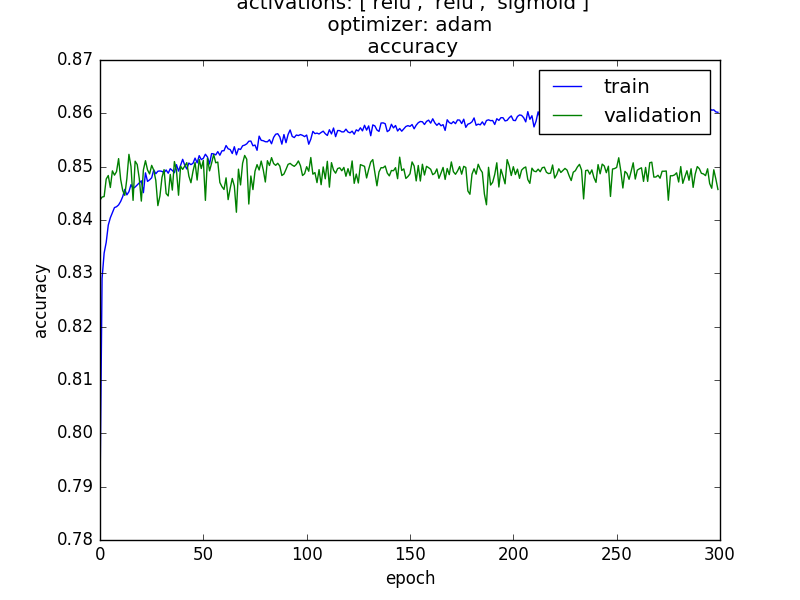 activations: ['relu', 'relu', 'sigmoid']
optimizer: adam
accuracy
0.87
0.86
0.85
0.84
0.83
0.82
0.81
0.80
0.79
0.78
accuracy
train
validation
0 50 100 150 200 250 300
epoch